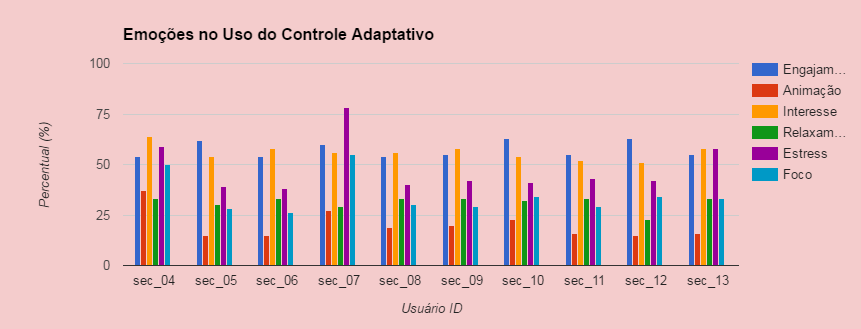 Emoções no Uso do Controle Adaptativo
Percentual (%)
100
75
50
25
0
sec_04 sec_05 sec_06 sec_07 sec_08 sec_09 sec_10 sec_11 sec_12 sec_13
Usuário ID
Engajam...
Animação
Interesse
Relaxam...
Estress
Foco